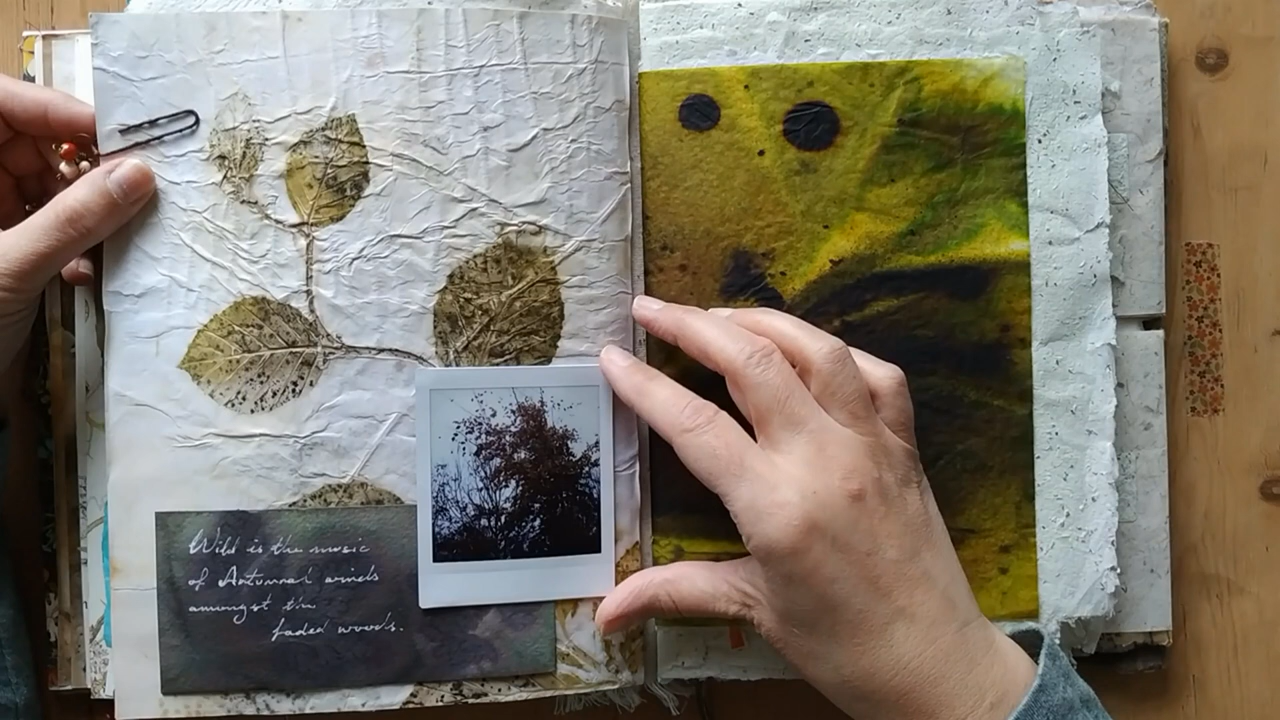 Wild is the music
of Autumnal winds
amongst the
faded woods.